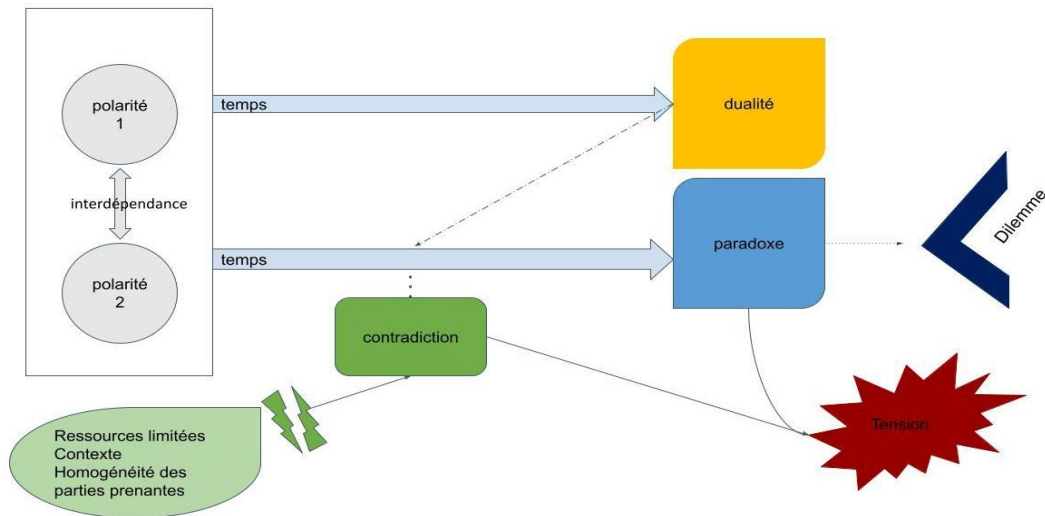 polarité
1
interdépendance
polarité
2
temps
dualité
temps
paradoxe
Dilemme
contradiction
Tension
Ressources limitées
Contexte
Homogénéité des
parties prenantes